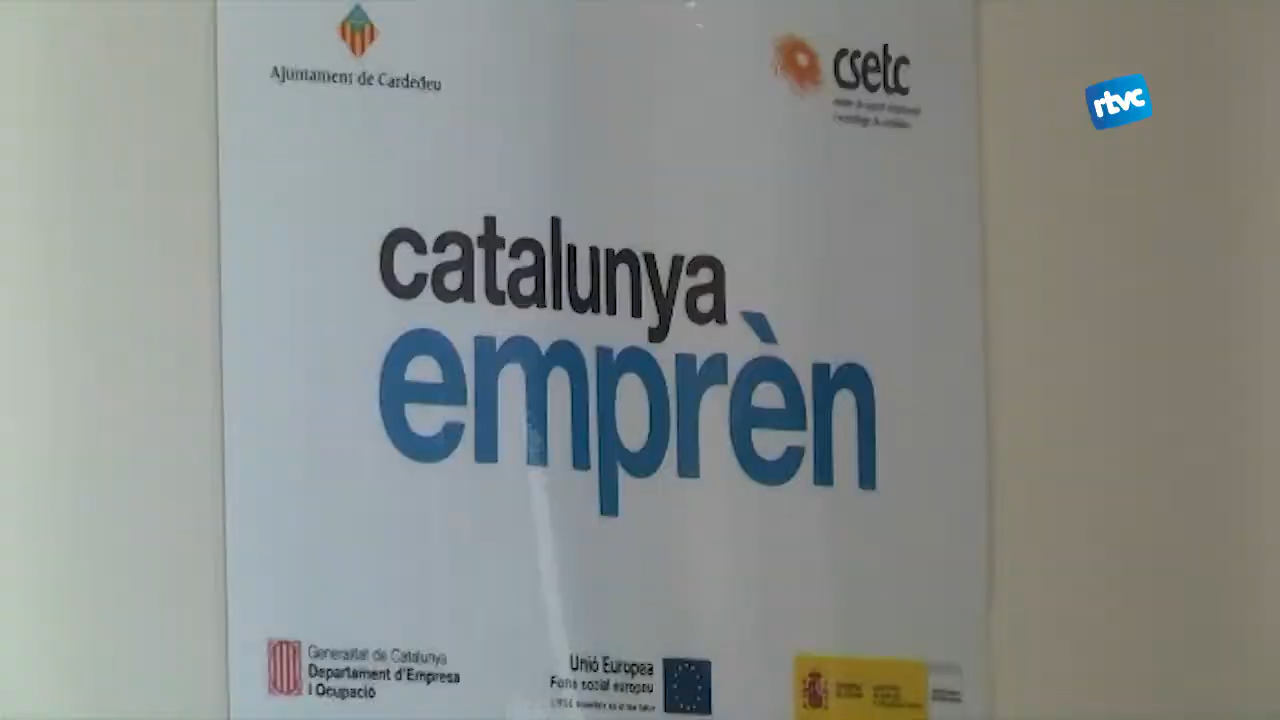 Ajuntament de Cardedeu
csetc
rtvc
catalunya
emprèn
Generalitat de Catalunya
Departament d'Empresa
i Ocupació
Unió Europea
Fons social europeu